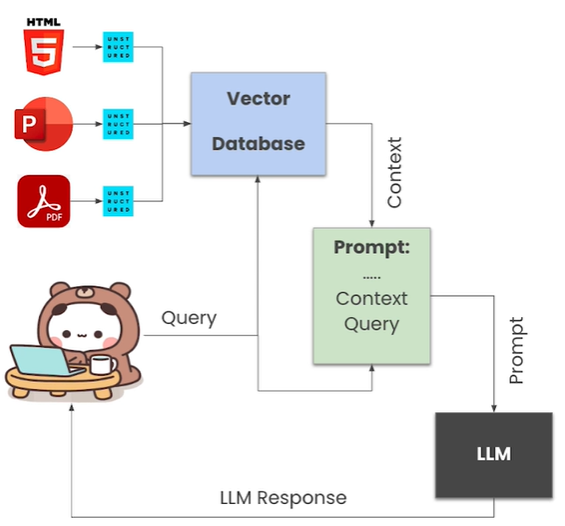 HTML
5
UNST
RUCT
URED
P
UNST
RUCT
URED
PDF
UNST
RUCT
URED
Vector
Database
Context
Prompt:
.....
Context
Query
Query
Prompt
LLM
LLM Response